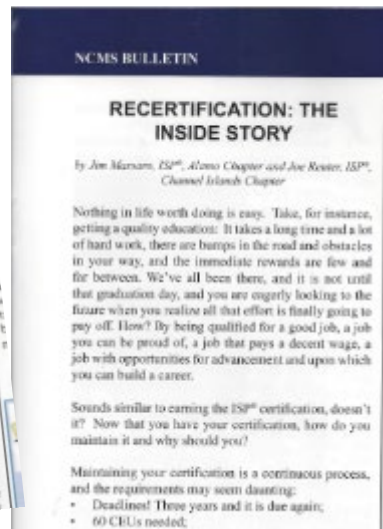 NCMS BULLETIN
RECERTIFICATION: THE
INSIDE STORY
by Jim Marsaro, ISP®, Alamo Chapter and Joe Reuter, ISP®,
Channel Islands Chapter
Nothing in life worth doing is easy. Take, for instance,
getting a quality education: It takes a long time and a lot
of hard work, there are bumps in the road and obstacles
in your way, and the immediate rewards are few and
far between. We've all been there, and it is not until
that graduation day, and you are eagerly looking to the
future when you realize all that effort is finally going to
pay off. How? By being qualified for a good job, a job
you can be proud of, a job that pays a decent wage, a
job with opportunities for advancement and upon which
you can build a career.
Sounds similar to earning the ISP® certification, doesn't
it? Now that you have your certification, how do you
maintain it and why should you?
Maintaining your certification is a continuous process,
and the requirements may seem daunting:
• Deadlines! Three years and it is due again;
• 60 CEUs needed;